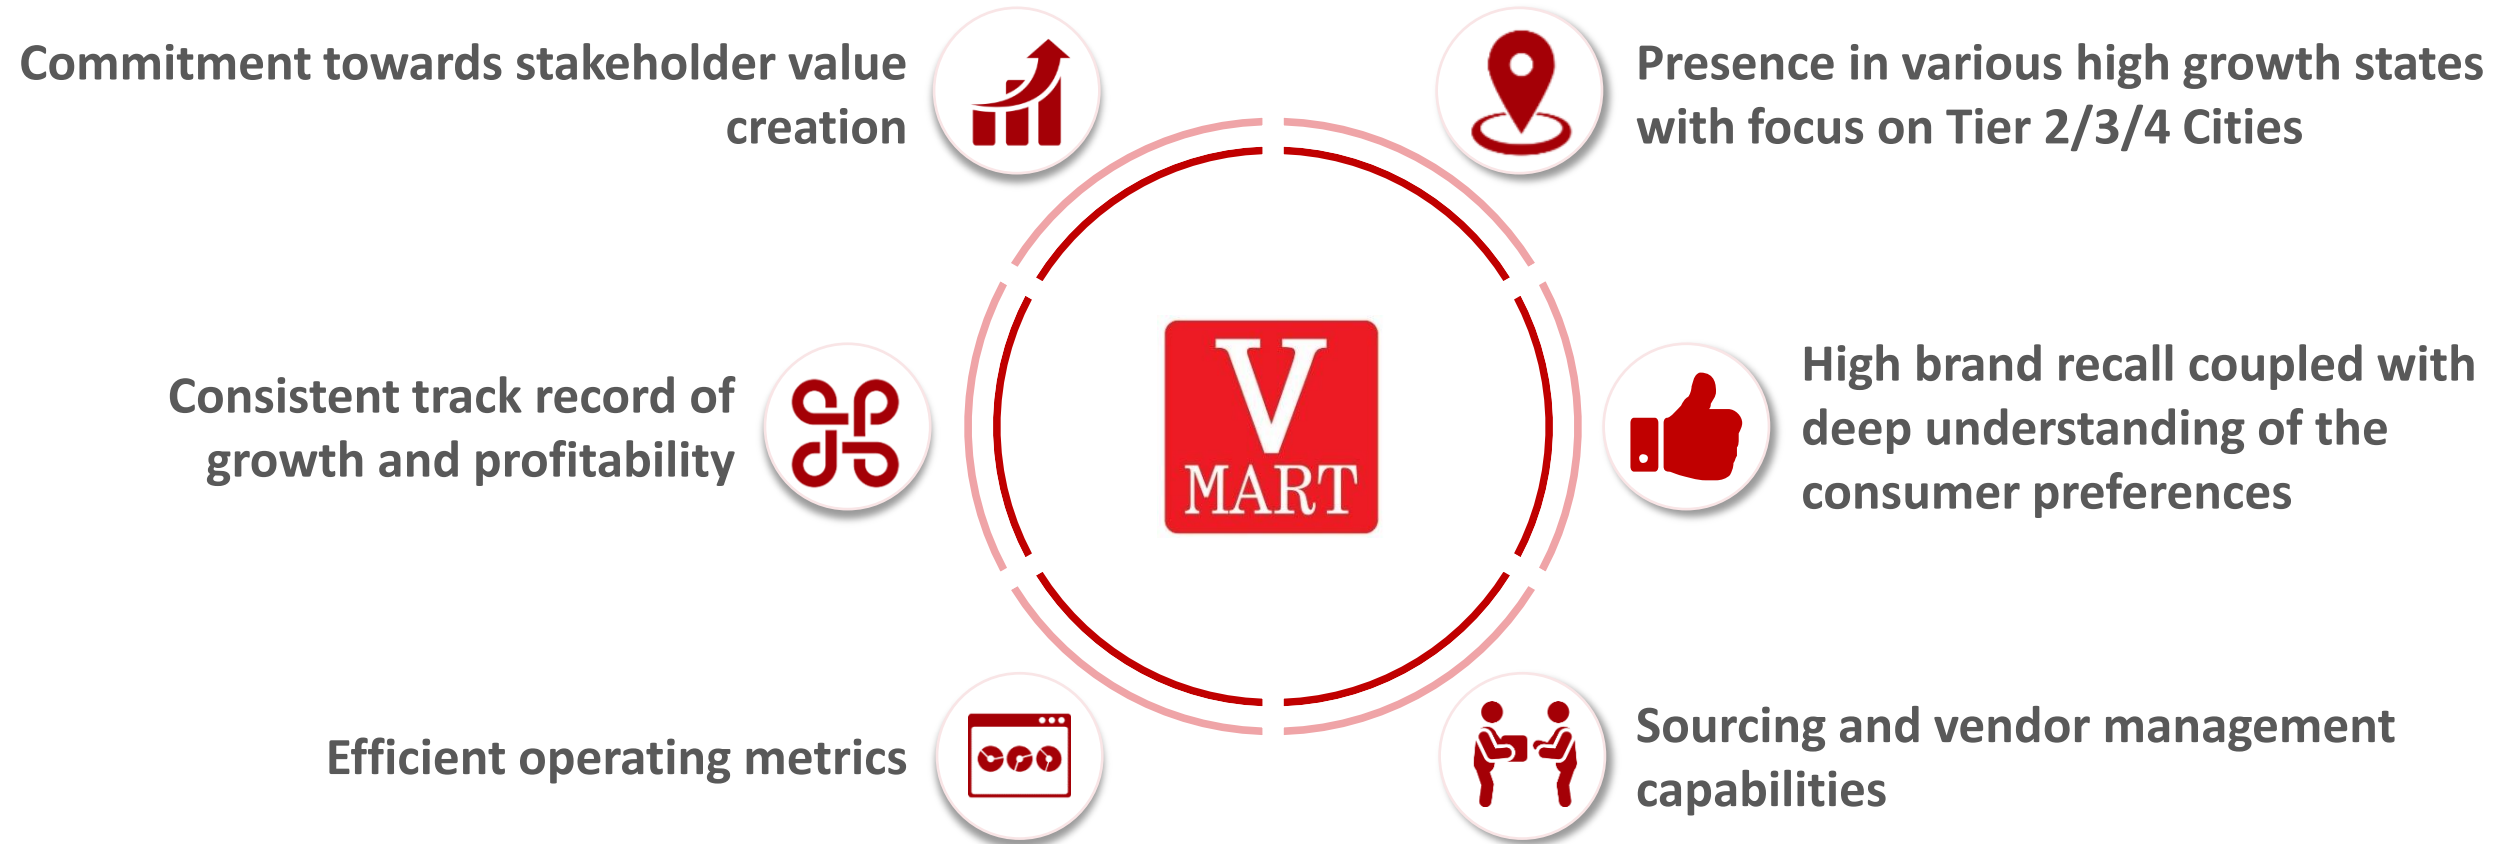 Commitment towards stakeholder value
creation
Presence in various high growth states
with focus on Tier 2/3/4 Cities
Consistent track record of
growth and profitability
V
MART
High brand recall coupled with
deep understanding of the
consumer preferences
Efficient operating metrics
Sourcing and vendor management
capabilities